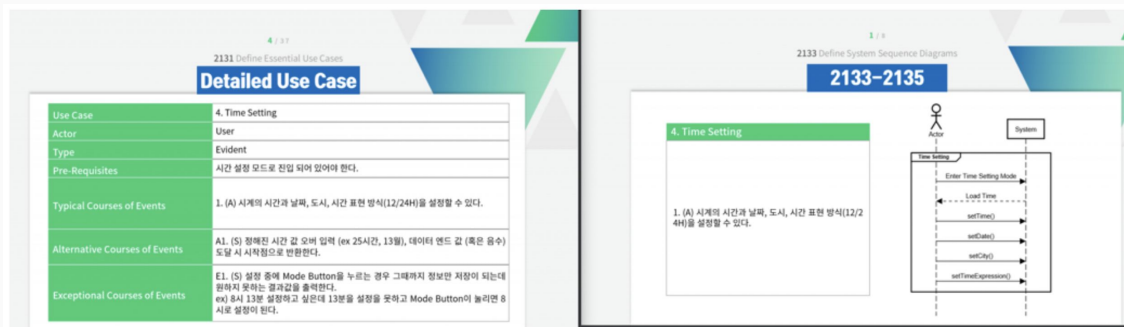 4 / 37
2131 Define Essential Use Cases
Detailed Use Case
Use Case
4. Time Setting
Actor
User
Type
Evident
Pre-Requisites
시간 설정 모드로 진입 되어 있어야 한다.
Typical Courses of Events
1. (A) 시계의 시간과 날짜, 도시, 시간 표현 방식(12/24H)을 설정할 수 있다.
Alternative Courses of Events
A1. (S) 정해진 시간 값 오버 입력 (ex 25시간, 13월), 데이터 엔드 값 (혹은 음수)
도달 시 시작점으로 반환한다.
Exceptional Courses of Events
E1. (S) 설정 중에 Mode Button을 누르는 경우 그때까지 정보만 저장이 되는데
원하지 못하는 결과값을 출력한다.
ex) 8시 13분 설정하고 싶은데 13분을 설정을 못하고 Mode Button이 눌리면 8
시로 설정이 된다.
1 / 9
2133 Define System Sequence Diagrams
2133-2135
4. Time Setting
1. (A) 시계의 시간과 날짜, 도시, 시간 표현 방식(12/2
4H)을 설정할 수 있다.
Actor
System
Time Setting
Enter Time Setting Mode
Load Time
setTime()
setDate()
setCity()
setTimeExpression()